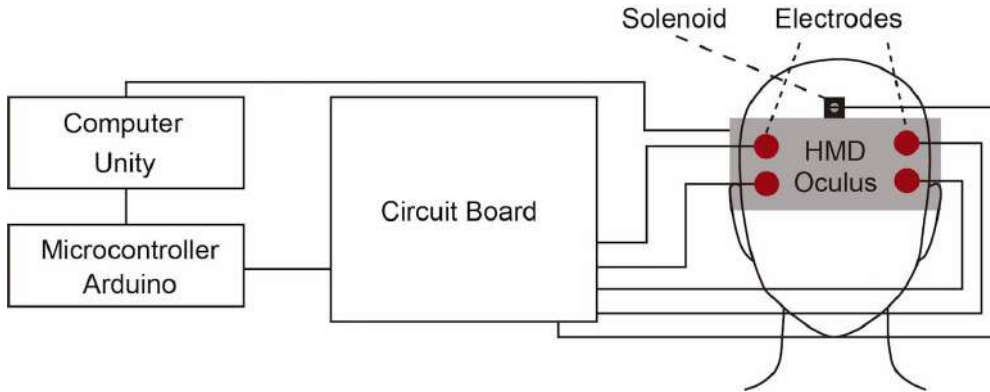 Solenoid
Electrodes
Computer
Unity
Microcontroller
Arduino
Circuit Board
HMD
Oculus